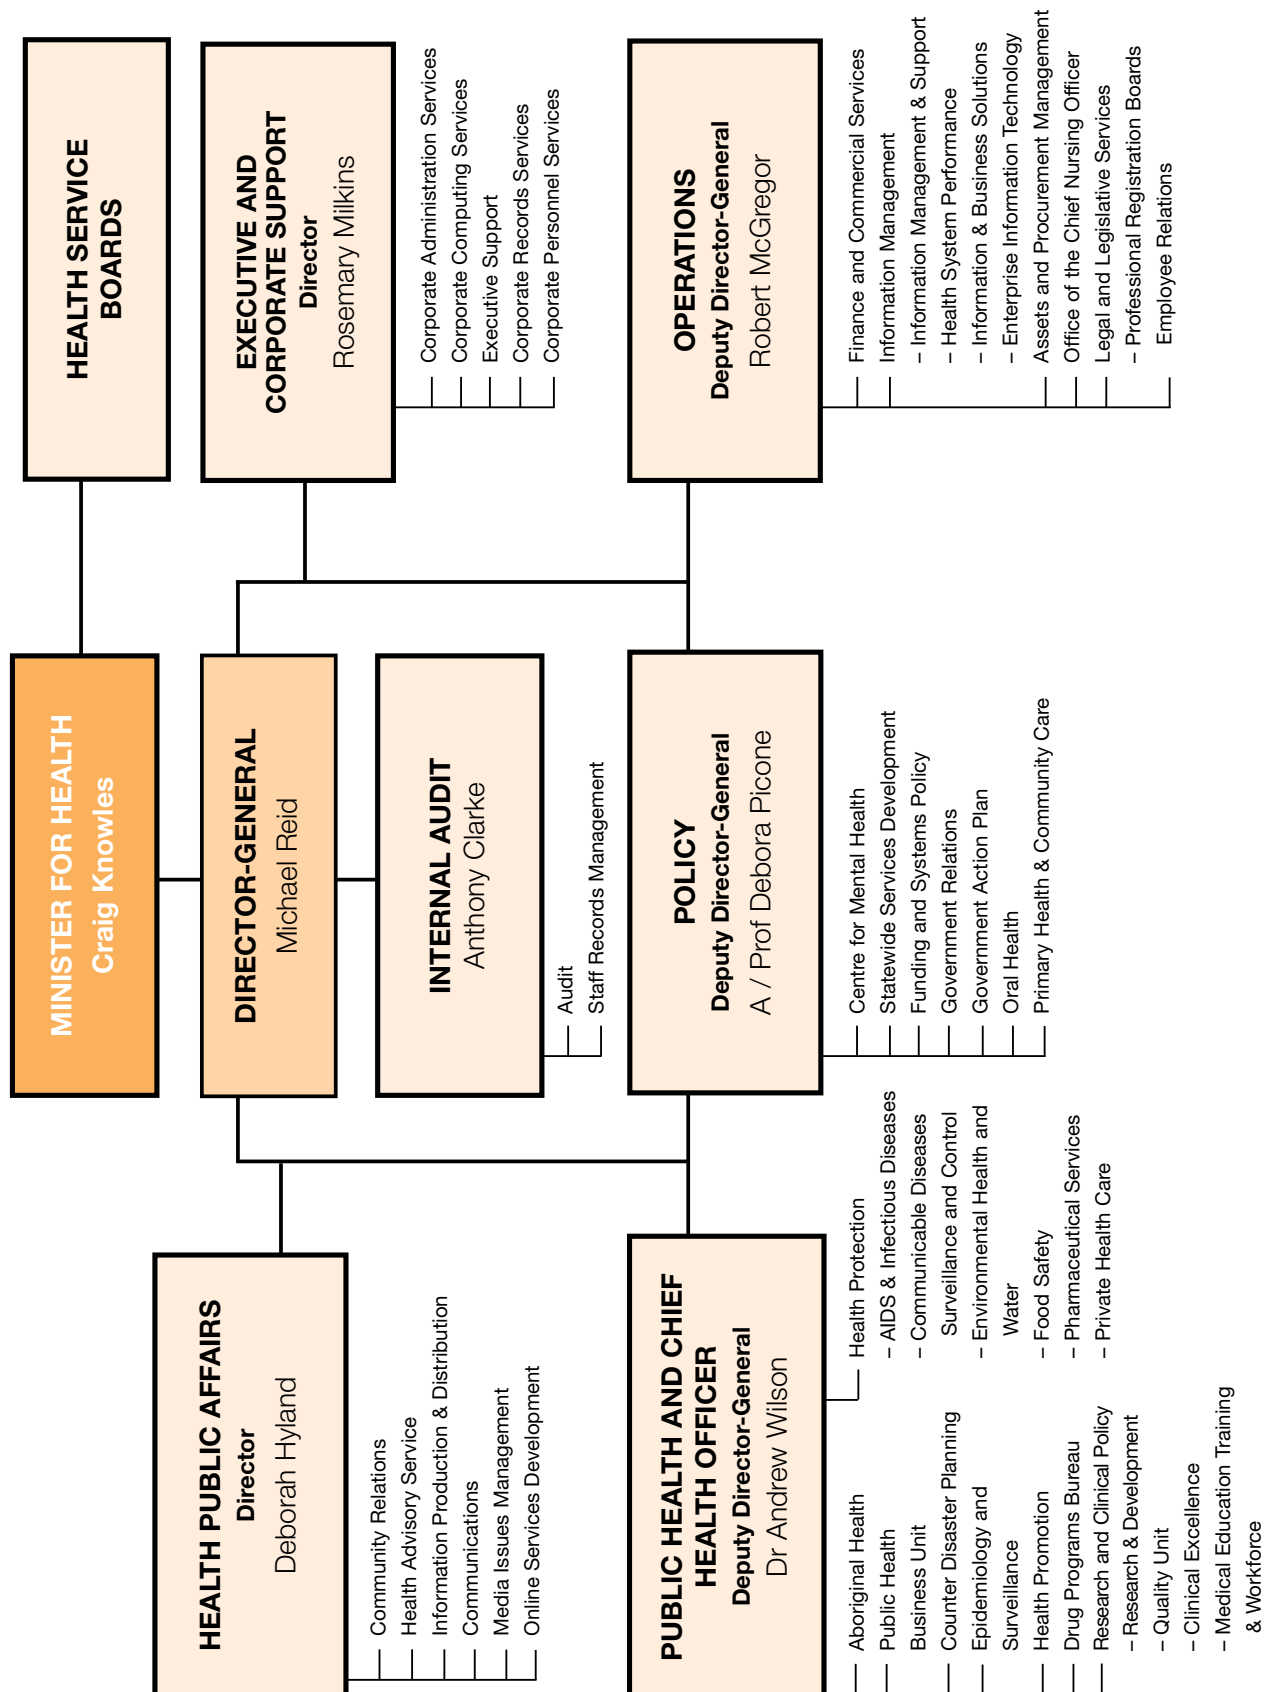 MINISTER FOR HEALTH
Craig Knowles
HEALTH SERVICE
BOARDS
DIRECTOR-GENERAL
Michael Reid
HEALTH PUBLIC AFFAIRS
Director
Deborah Hyland
Community Relations
Health Advisory Service
Information Production & Distribution
Communications
Media Issues Management
Online Services Development
INTERNAL AUDIT
Anthony Clarke
Audit
Staff Records Management
EXECUTIVE AND
CORPORATE SUPPORT
Director
Rosemary Milkins
Corporate Administration Services
Corporate Computing Services
Executive Support
Corporate Records Services
Corporate Personnel Services
PUBLIC HEALTH AND CHIEF
HEALTH OFFICER
Deputy Director-General
Dr Andrew Wilson
Aboriginal Health
Public Health
Business Unit
Counter Disaster Planning
Epidemiology and
Surveillance
Health Promotion
Drug Programs Bureau
Research and Clinical Policy
– Research & Development
– Quality Unit
– Clinical Excellence
– Medical Education Training
& Workforce
Health Protection
– AIDS & Infectious Diseases
– Communicable Diseases
Surveillance and Control
– Environmental Health and
Water
– Food Safety
– Pharmaceutical Services
– Private Health Care
POLICY
Deputy Director-General
A / Prof Debora Picone
Centre for Mental Health
Statewide Services Development
Funding and Systems Policy
Government Relations
Government Action Plan
Oral Health
Primary Health & Community Care
OPERATIONS
Deputy Director-General
Robert McGregor
Finance and Commercial Services
Information Management
– Information Management & Support
– Health System Performance
– Information & Business Solutions
– Enterprise Information Technology
Assets and Procurement Management
Office of the Chief Nursing Officer
Legal and Legislative Services
– Professional Registration Boards
Employee Relations